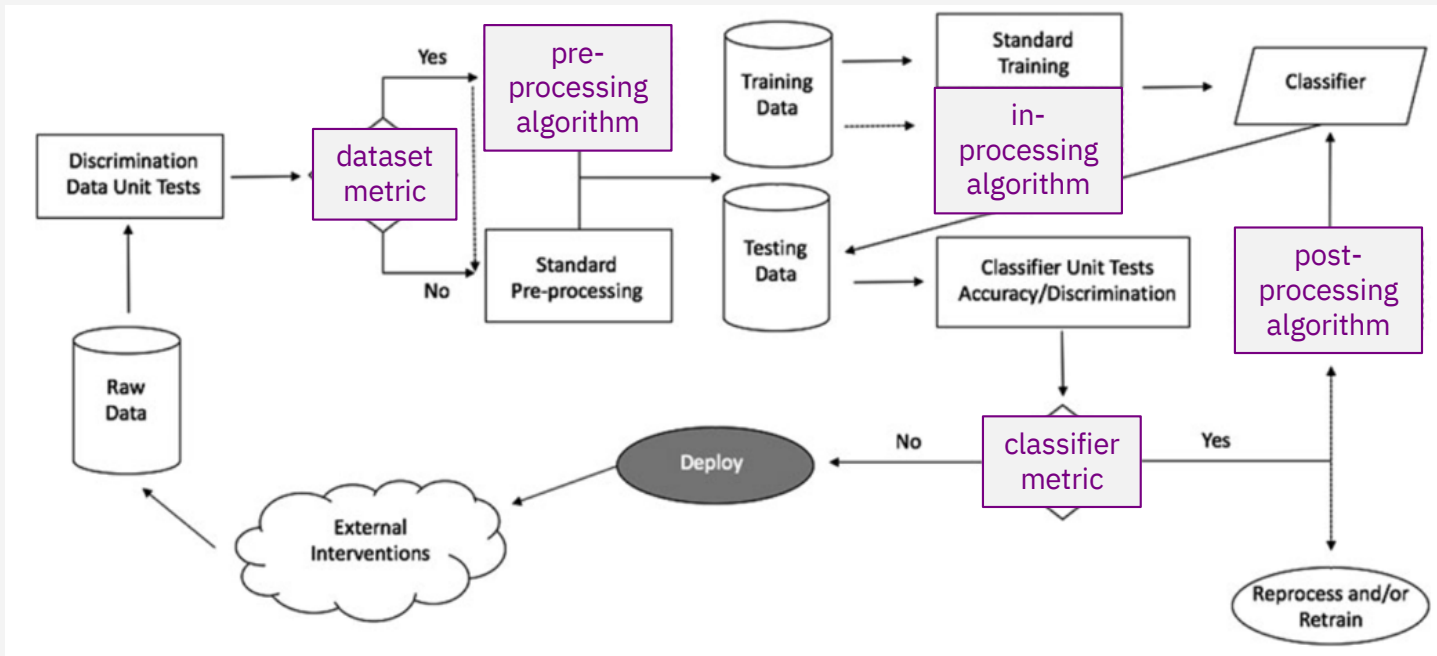 Yes
pre-
processing
algorithm
Discrimination
Data Unit Tests
dataset
metric
No
Standard
Pre-processing
Training
Data
Testing
Data
Standard
Training
in-
processing
algorithm
Classifier
Classifier Unit Tests
Accuracy/Discrimination
post-
processing
algorithm
Raw
Data
Deploy
No
classifier
metric
Yes
External
Interventions
Reprocess and/or
Retrain